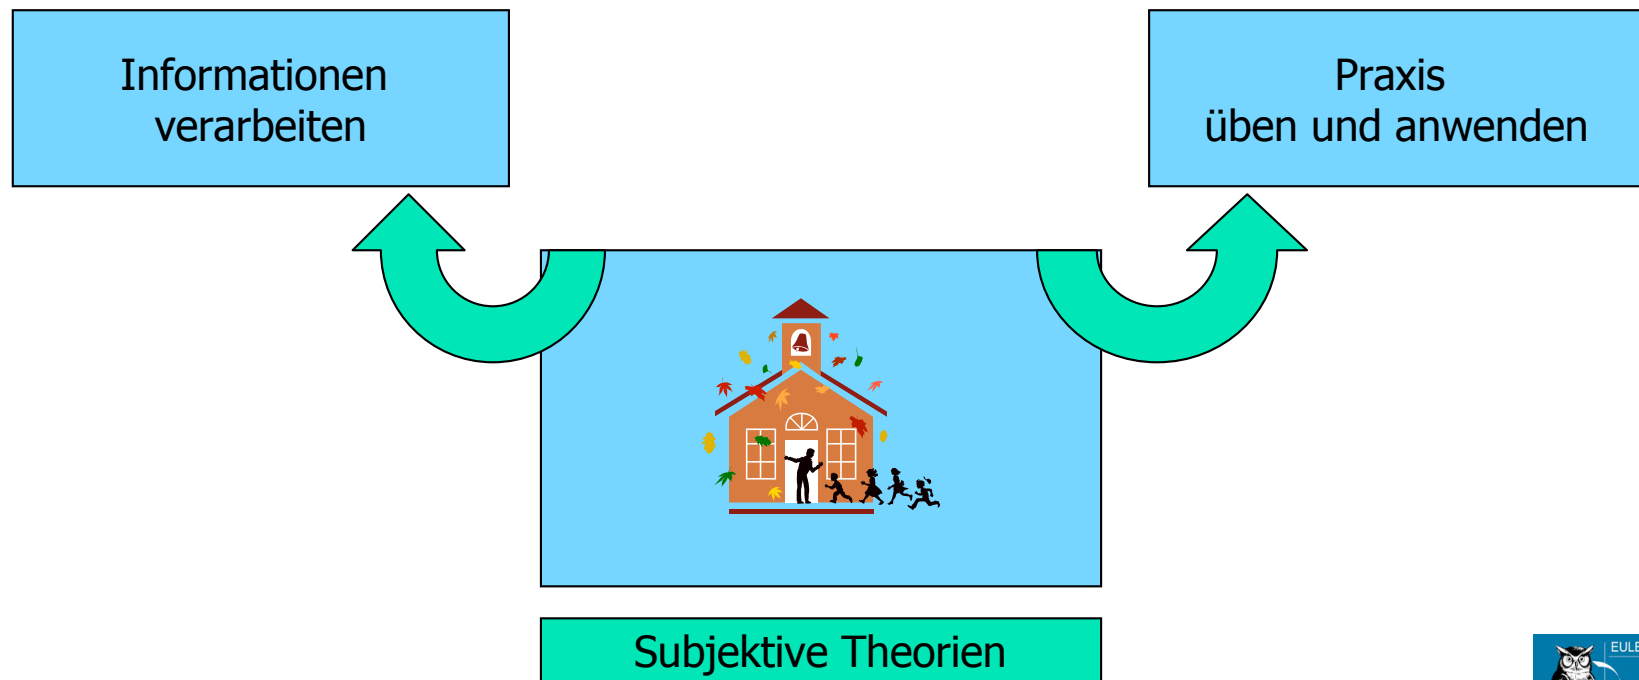 Informationen
verarbeiten
Praxis
üben und anwenden
Subjektive Theorien